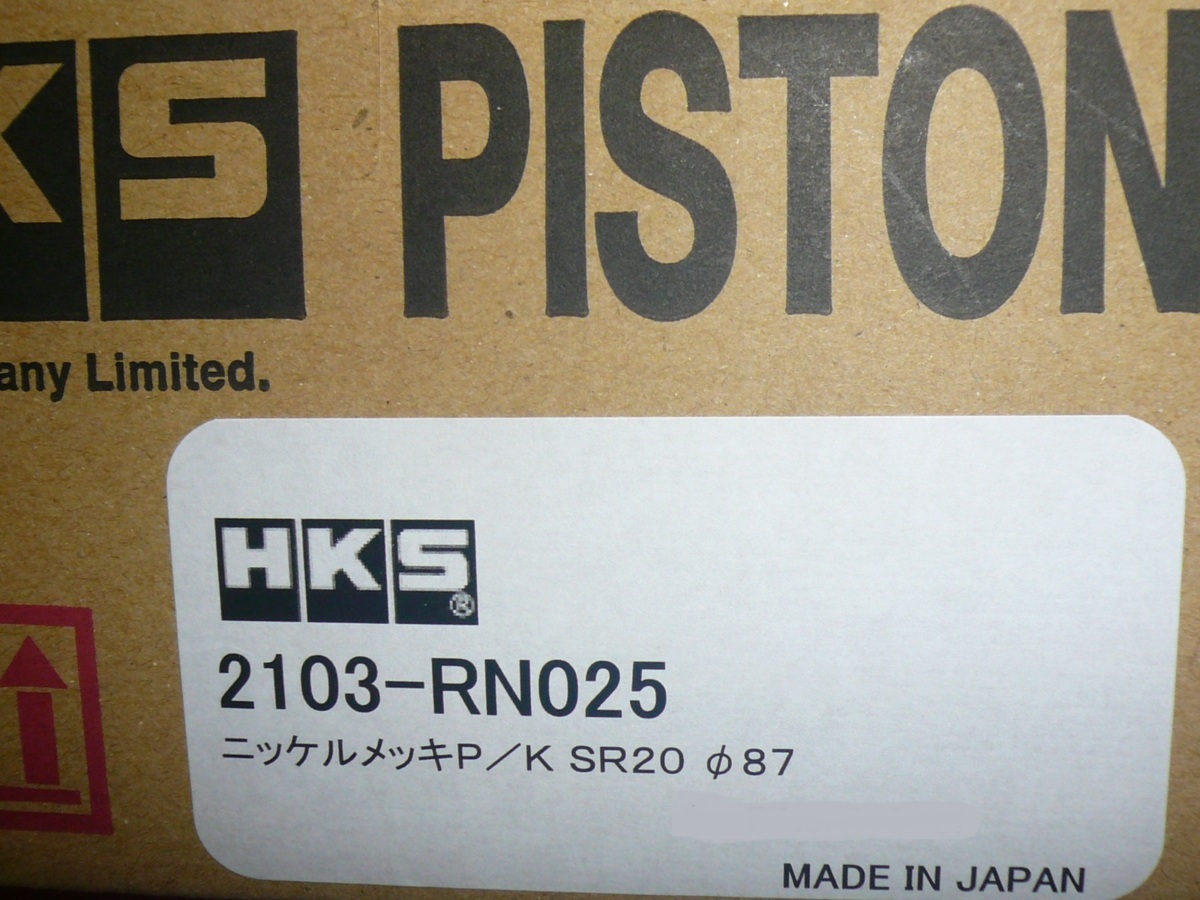 KS PISTON
any Limited.
HKS®
2103-RN025
ニッケルメッキP／K SR20 φ87
MADE IN JAPAN